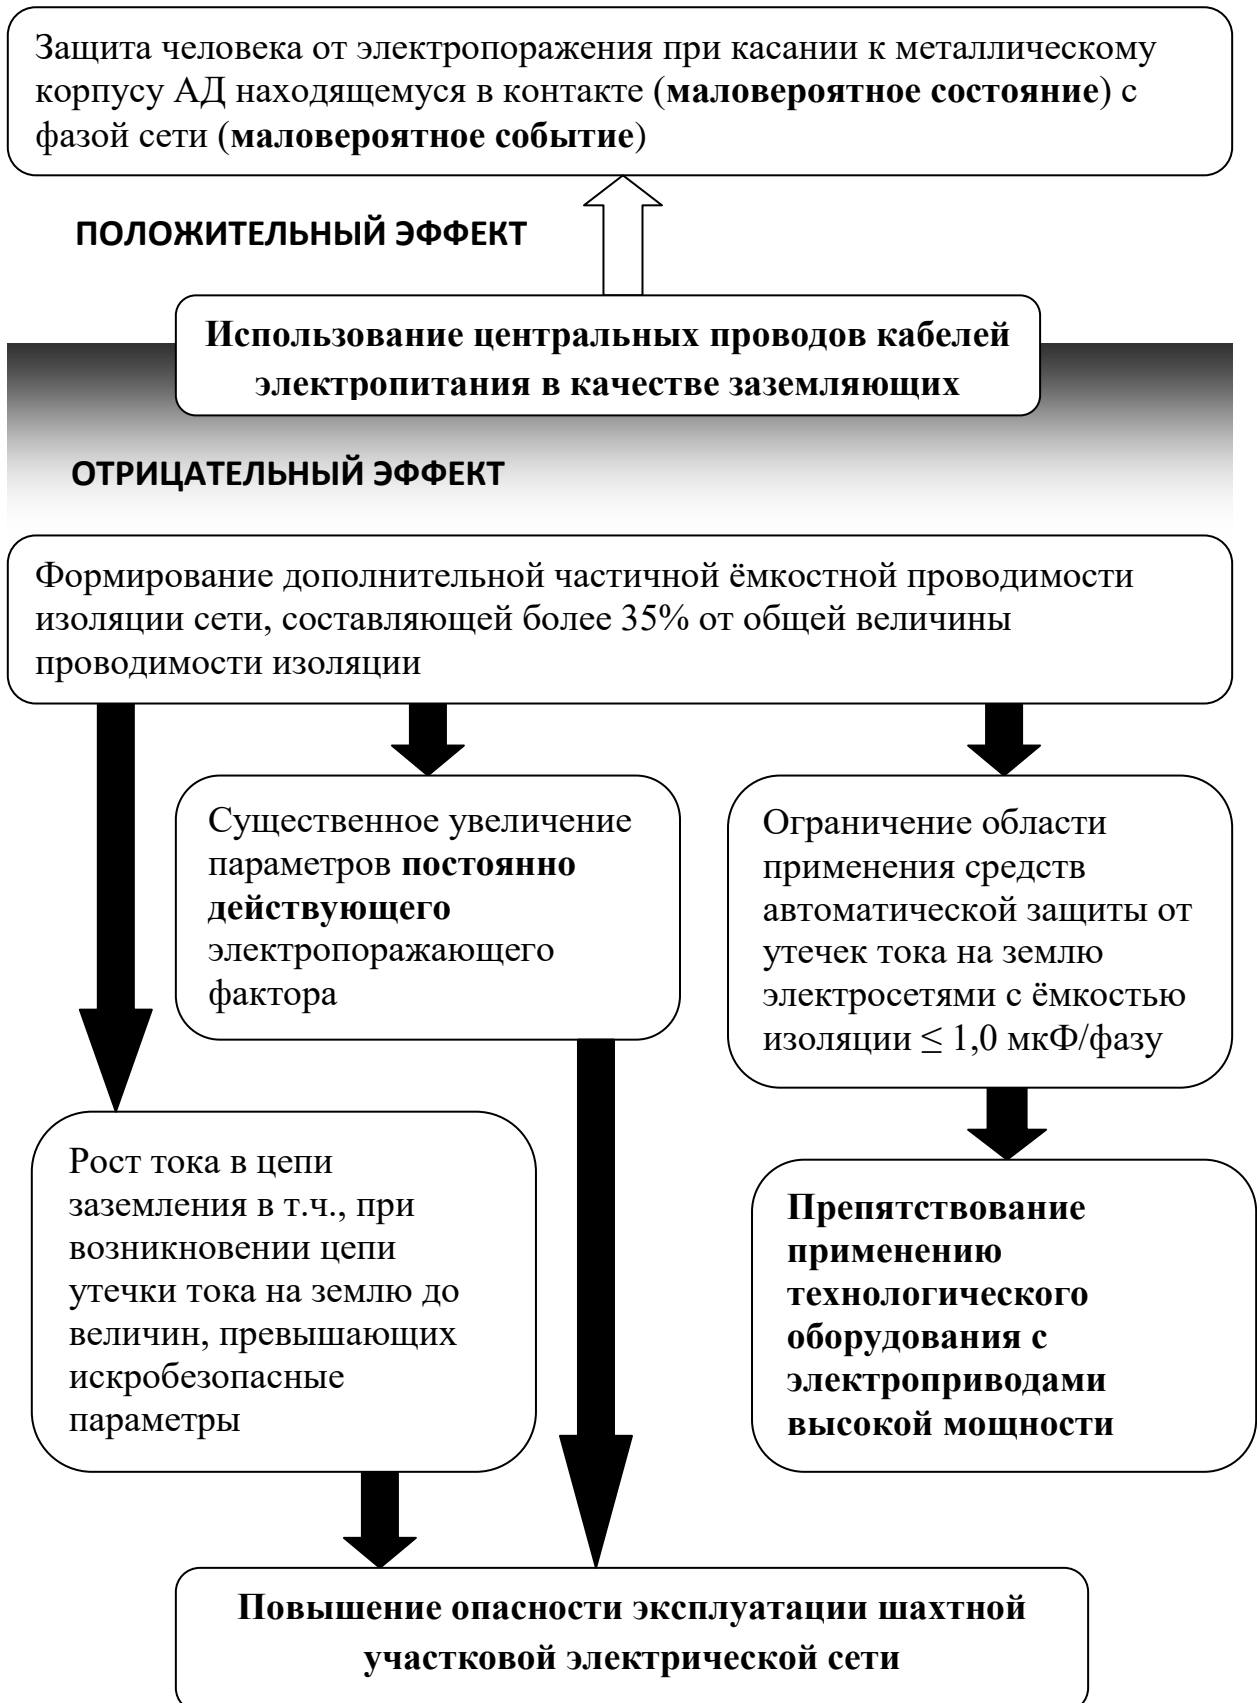 Защита человека от электропоражения при касании к металлическому
корпусу АД находящемуся в контакте (маловероятное состояние) с
фазой сети (маловероятное событие)
ПОЛОЖИТЕЛЬНЫЙ ЭФФЕКТ
Использование центральных проводов кабелей
электропитания в качестве заземляющих
ОТРИЦАТЕЛЬНЫЙ ЭФФЕКТ
Формирование дополнительной частичной ёмкостной проводимости
изоляции сети, составляющей более 35% от общей величины
проводимости изоляции
Существенное увеличение
параметров постоянно
действующего
электропоражающего
фактора
Ограничение области
применения средств
автоматической защиты от
утечек тока на землю
электросетями с ёмкостью
изоляции ≤ 1,0 мкФ/фазу
Рост тока в цепи
заземления в т.ч., при
возникновении цепи
утечки тока на землю до
величин, превышающих
искробезопасные
параметры
Препятствование
применению
технологического
оборудования с
электроприводами
высокой мощности
Повышение опасности эксплуатации шахтной
участковой электрической сети